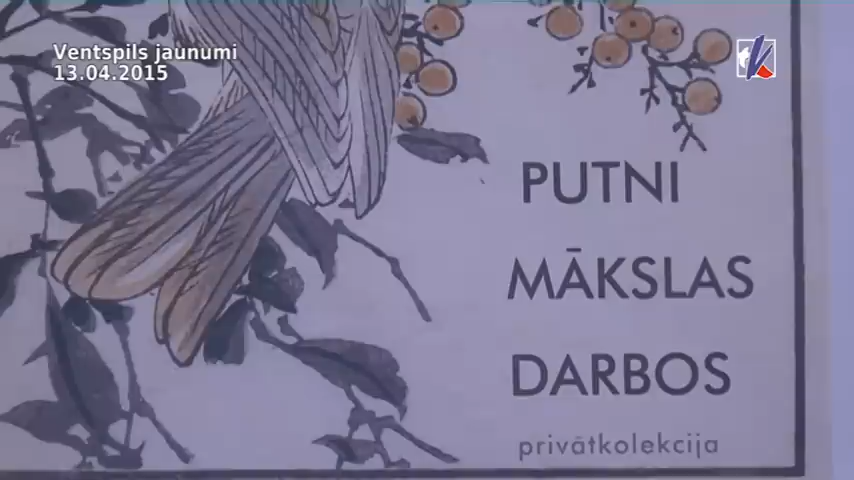 Ventspils jaunumi
13.04.2015
PUTNI
MĀKSLAS
DARBOS
privātkolekcija